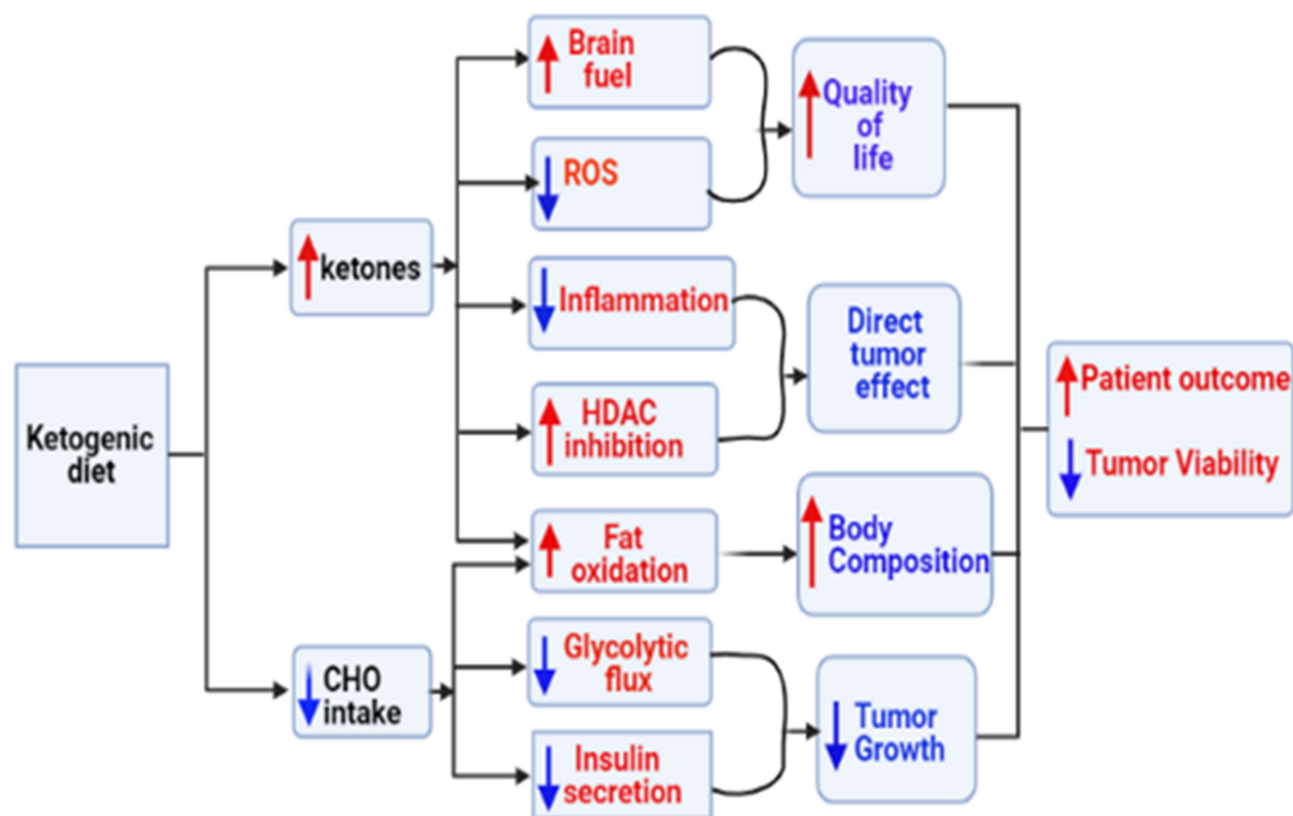 Ketogenic
diet
ketones
CHO
intake
Brain
fuel
ROS
Inflammation
HDAC
inhibition
Fat
oxidation
Glycolytic
flux
Insulin
secretion
Quality
of
life
Direct
tumor
effect
Body
Composition
Tumor
Growth
Patient outcome
Tumor Viability